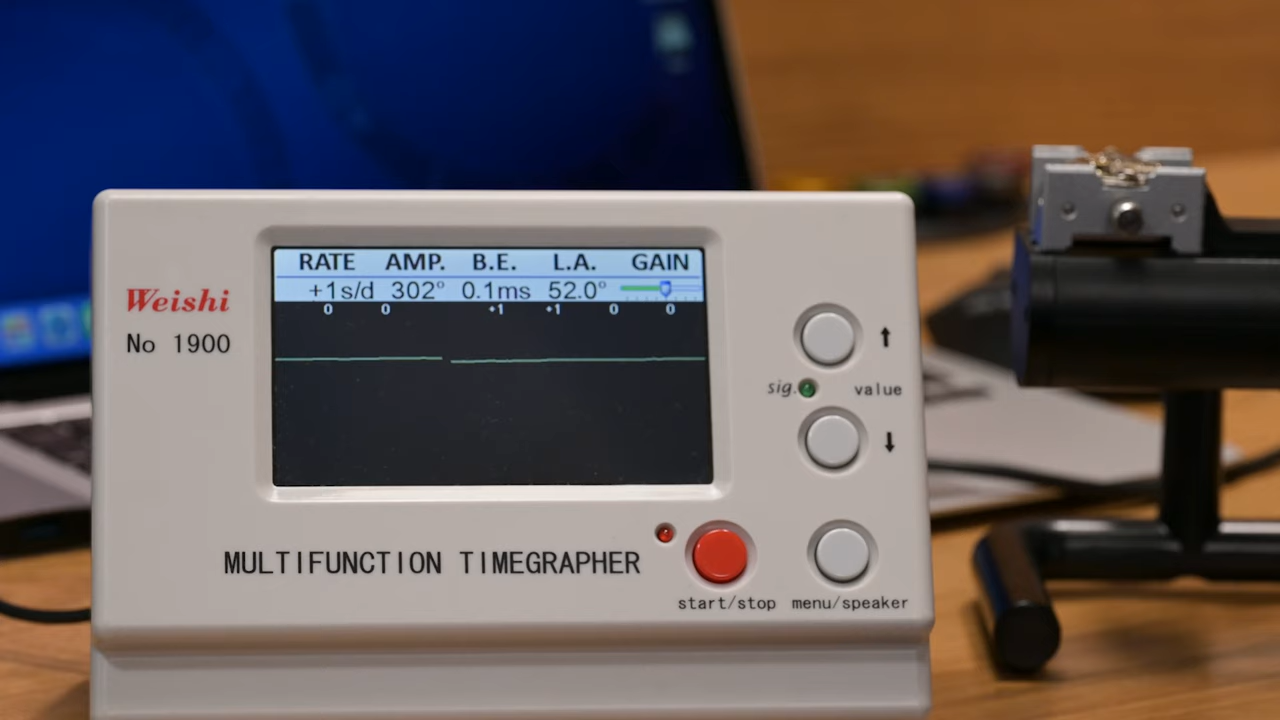 RATE AMP. B.E. L.A. GAIN
+1s/d 302° 0.1ms 52.0°
0 0 +1 +1 0 0
Weishi
No 1900
sig. value
MULTIFUNCTION TIMEGRAPHER
start/stop menu/speaker